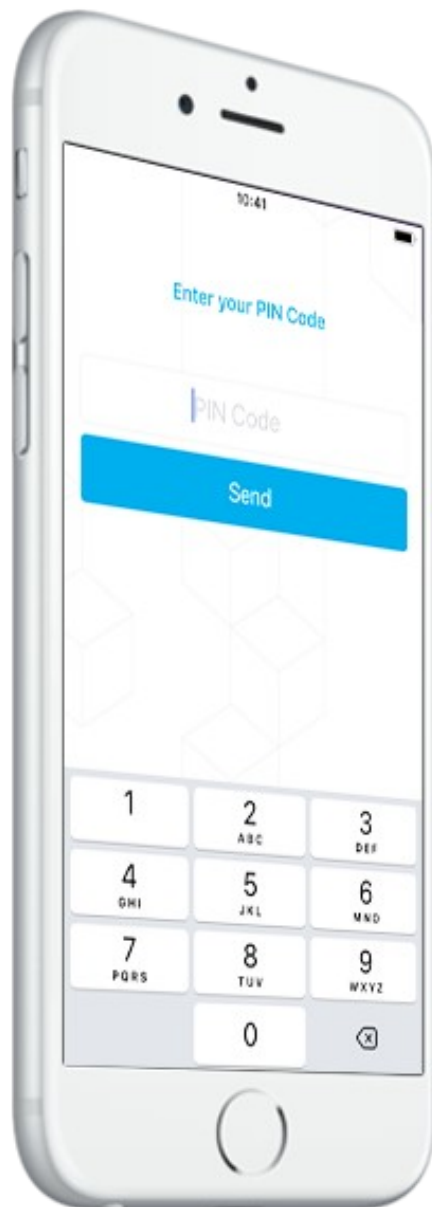 10:41
Enter your PIN Code
PIN Code
Send
1
2
ABC
3
DEF
4
GHI
5
JKL
6
MNO
7
PQRS
8
TUV
9
WXYZ
0